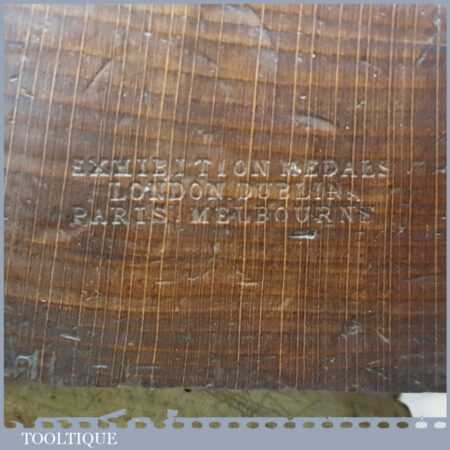 EXHIBITION MEDALS
LONDON. DUBLIN.
PARIS. MELBOURNE
TOOLTIQUE